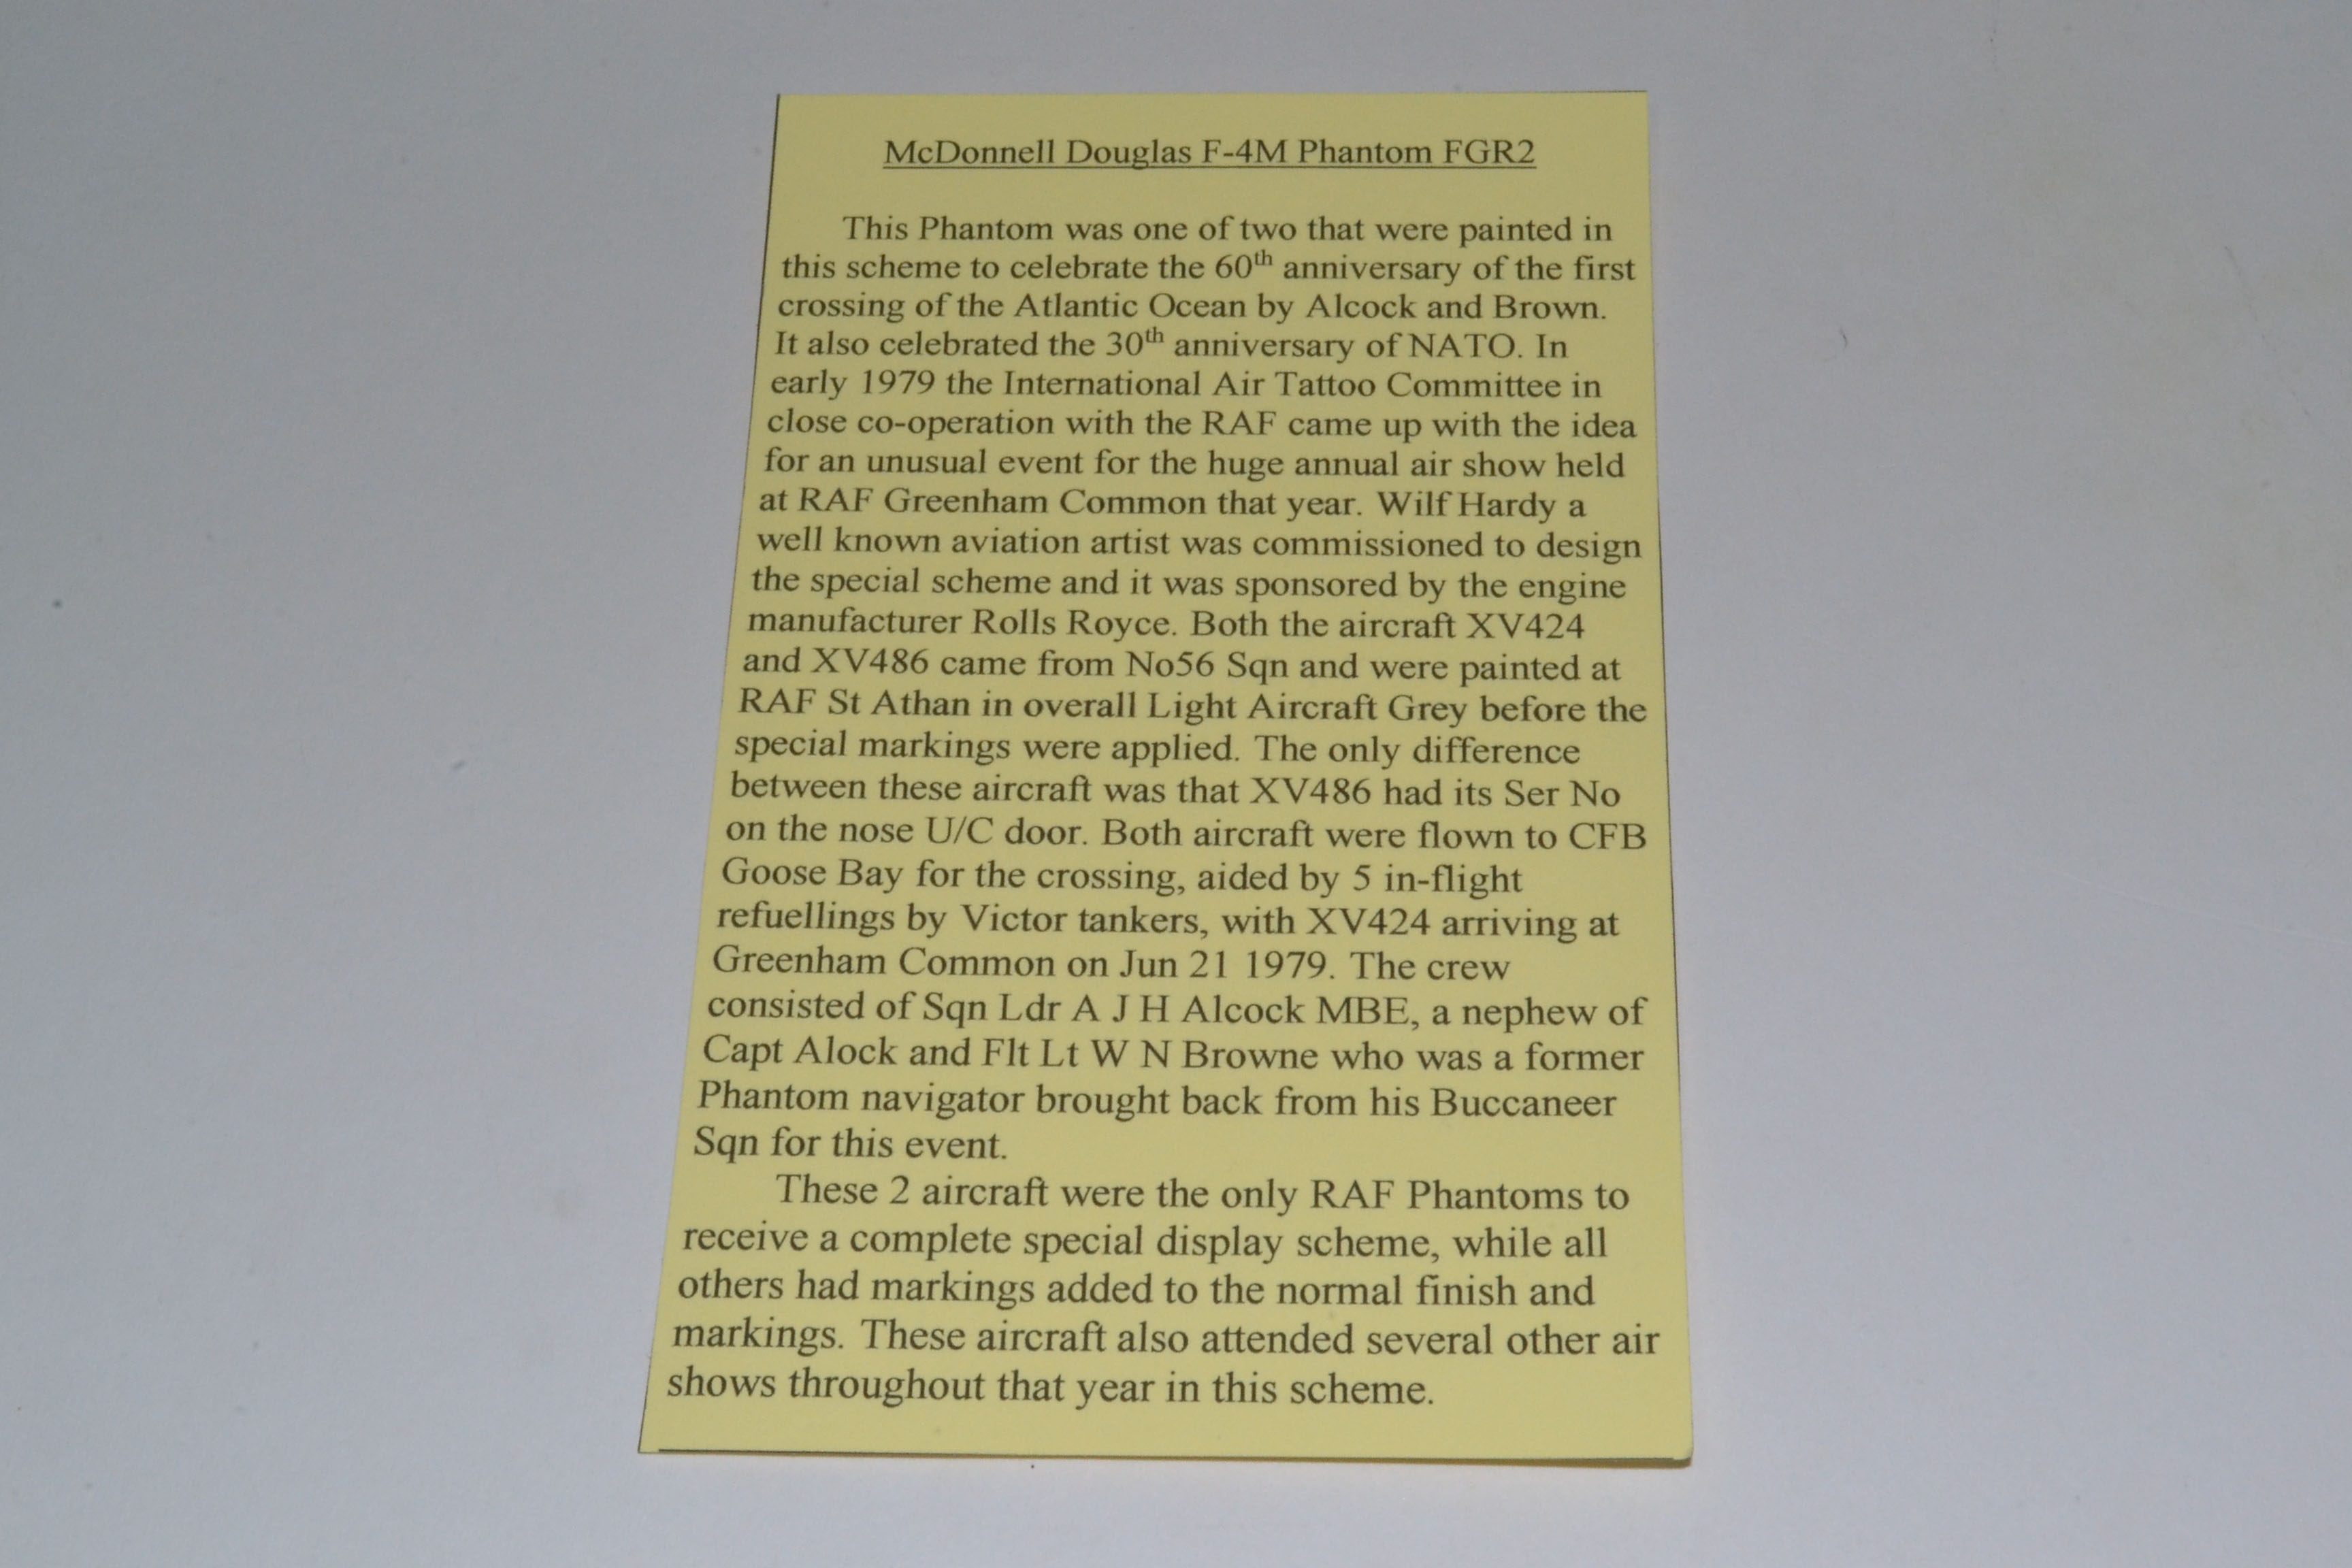 McDonnell Douglas F-4M Phantom FGR2
This Phantom was one of two that were painted in
this scheme to celebrate the 60th anniversary of the first
crossing of the Atlantic Ocean by Alcock and Brown.
It also celebrated the 30th anniversary of NATO. In
early 1979 the International Air Tattoo Committee in
close co-operation with the RAF came up with the idea
for an unusual event for the huge annual air show held
at RAF Greenham Common that year. Wilf Hardy a
well known aviation artist was commissioned to design
the special scheme and it was sponsored by the engine
manufacturer Rolls Royce. Both the aircraft XV424
and XV486 came from No56 Sqn and were painted at
RAF St Athan in overall Light Aircraft Grey before the
special markings were applied. The only difference
between these aircraft was that XV486 had its Ser No
on the nose U/C door. Both aircraft were flown to CFB
Goose Bay for the crossing, aided by 5 in-flight
refuellings by Victor tankers, with XV424 arriving at
Greenham Common on Jun 21 1979. The crew
consisted of Sqn Ldr A J H Alcock MBE, a nephew of
Capt Alock and Flt Lt W N Browne who was a former
Phantom navigator brought back from his Buccaneer
Sqn for this event.
These 2 aircraft were the only RAF Phantoms to
receive a complete special display scheme, while all
others had markings added to the normal finish and
markings. These aircraft also attended several other air
shows throughout that year in this scheme.